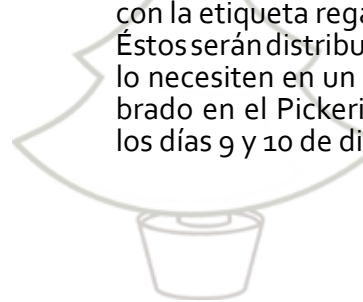 con la etiqueta rega
Éstos serán distribu
lo necesiten en un
brado en el Pickeri
los días 9 y 10 de di